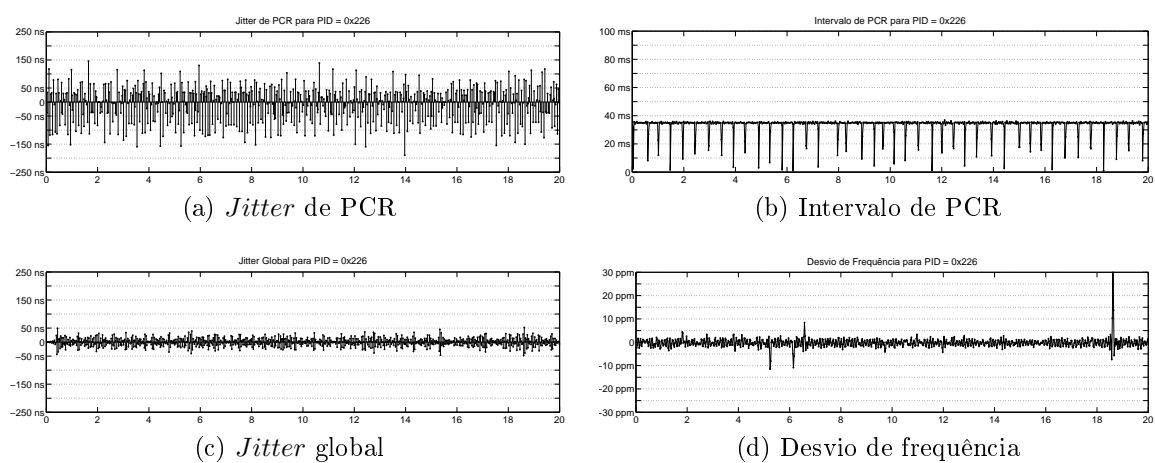 Jitter de PCR para PID = 0x226
250 ns
150 ns
50 ns
0
−50 ns
−150 ns
−250 ns
0 2 4 6 8 10 12 14 16 18 20
(a) Jitter de PCR
Intervalo de PCR para PID = 0x226
100 ms
80 ms
60 ms
40 ms
20 ms
0
0 2 4 6 8 10 12 14 16 18 20
(b) Intervalo de PCR
Jitter Global para PID = 0x226
250 ns
150 ns
50 ns
0
−50 ns
−150 ns
−250 ns
0 2 4 6 8 10 12 14 16 18 20
(c) Jitter global
Desvio de Frequência para PID = 0x226
30 ppm
20 ppm
10 ppm
0
-10 ppm
-20 ppm
-30 ppm
0 2 4 6 8 10 12 14 16 18 20
(d) Desvio de frequência